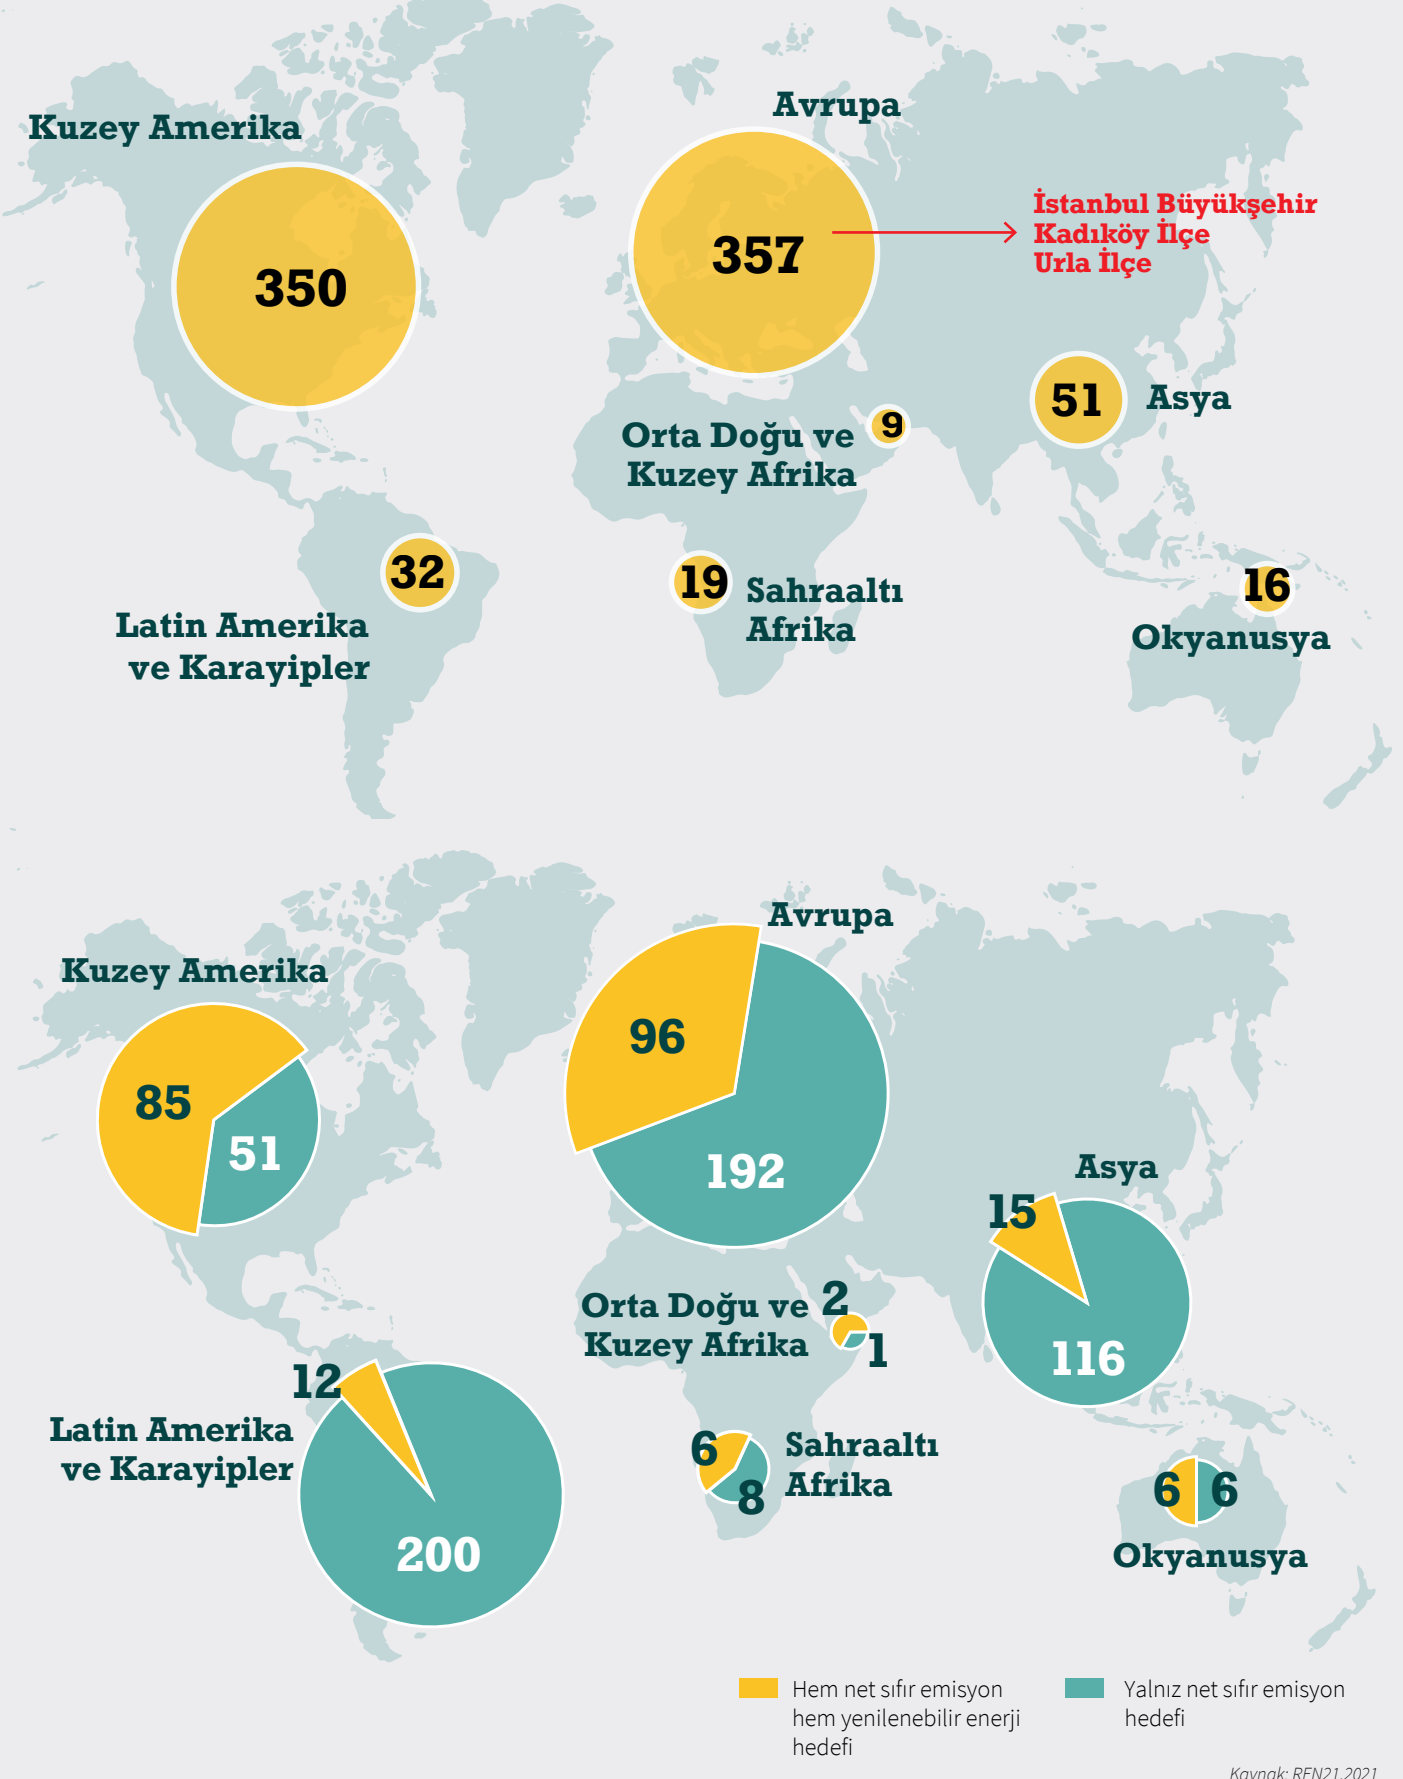 Kuzey Amerika
350
Avrupa
357
İstanbul Büyükşehir
Kadıköy İlçe
Urla İlçe
51
Asya
9
Orta Doğu ve
Kuzey Afrika
32
Latin Amerika
ve Karayipler
19
Sahraaltı
Afrika
16
Okyanusya
Kuzey Amerika
85
51
Avrupa
96
192
Asya
15
116
Orta Doğu ve
Kuzey Afrika
2
1
12
Latin Amerika
ve Karayipler
200
6
8
Sahraaltı
Afrika
6
6
Okyanusya
Hem net sıfır emisyon
hem yenilenebilir enerji
hedefi
Yalnız net sıfır emisyon
hedefi
Kaynak: REN21,2021